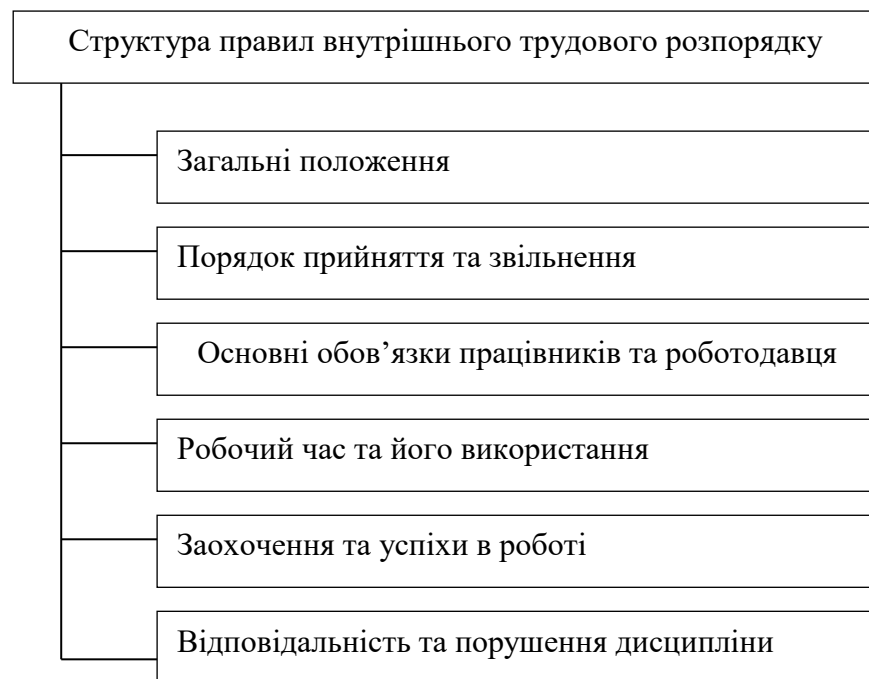 Структура правил внутрішнього трудового розпорядку
Загальні положення
Порядок прийняття та звільнення
Основні обов’язки працівників та роботодавця
Робочий час та його використання
Заохочення та успіхи в роботі
Відповідальність та порушення дисципліни